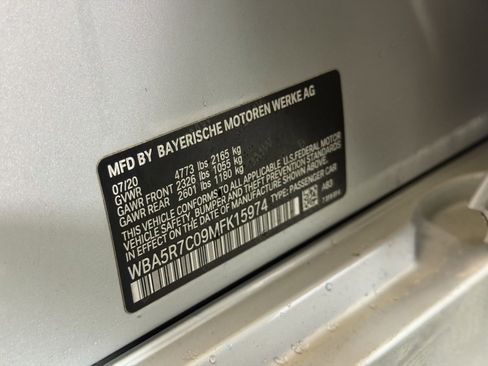 MFD BY BAYERISCHE MOTOREN WERKE AG
07/20
GVWR 4773 lbs 2165 kg
GAWR FRONT 2326 lbs 1055 kg
GAWR REAR 2601 lbs 1180 kg
THIS VEHICLE CONFORMS TO ALL APPLICABLE U.S. FEDERAL MOTOR
VEHICLE SAFETY, BUMPER AND THEFT PREVENTION STANDARDS
IN EFFECT ON THE DATE OF MANUFACTURE SHOWN ABOVE.
WBA5R7C09MFK15974 TYPE: PASSENGER CAR
A83